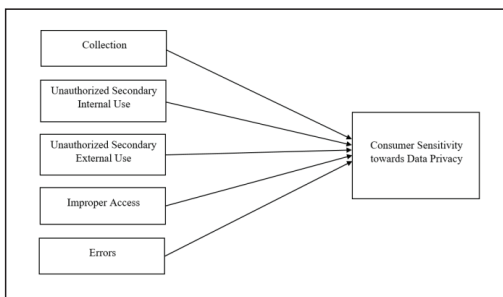 Collection
Unauthorized Secondary
Internal Use
Unauthorized Secondary
External Use
Improper Access
Errors
Consumer Sensitivity
towards Data Privacy